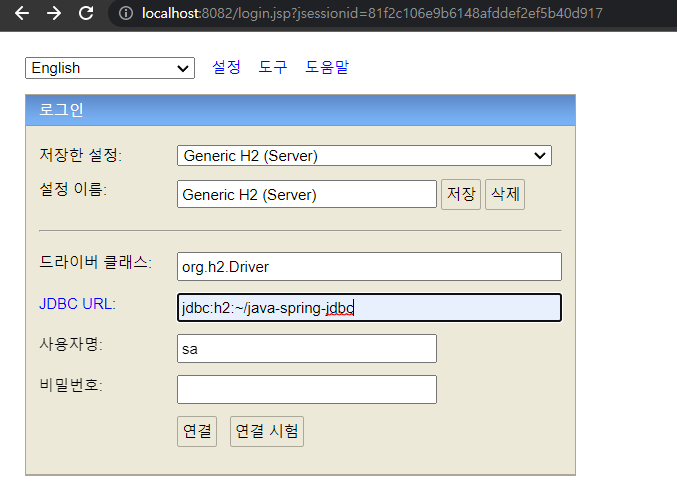 localhost:8082/login.jsp?jsessionid=81f2c106e9b6148afddef2ef5b40d917
English 설정 도구 도움말
로그인
저장한 설정: Generic H2 (Server)
설정 이름: Generic H2 (Server) 저장 삭제
드라이버 클래스: org.h2.Driver
JDBC URL: jdbc:h2:~/java-spring-jdbc
사용자명: sa
비밀번호:
연결 연결 시험